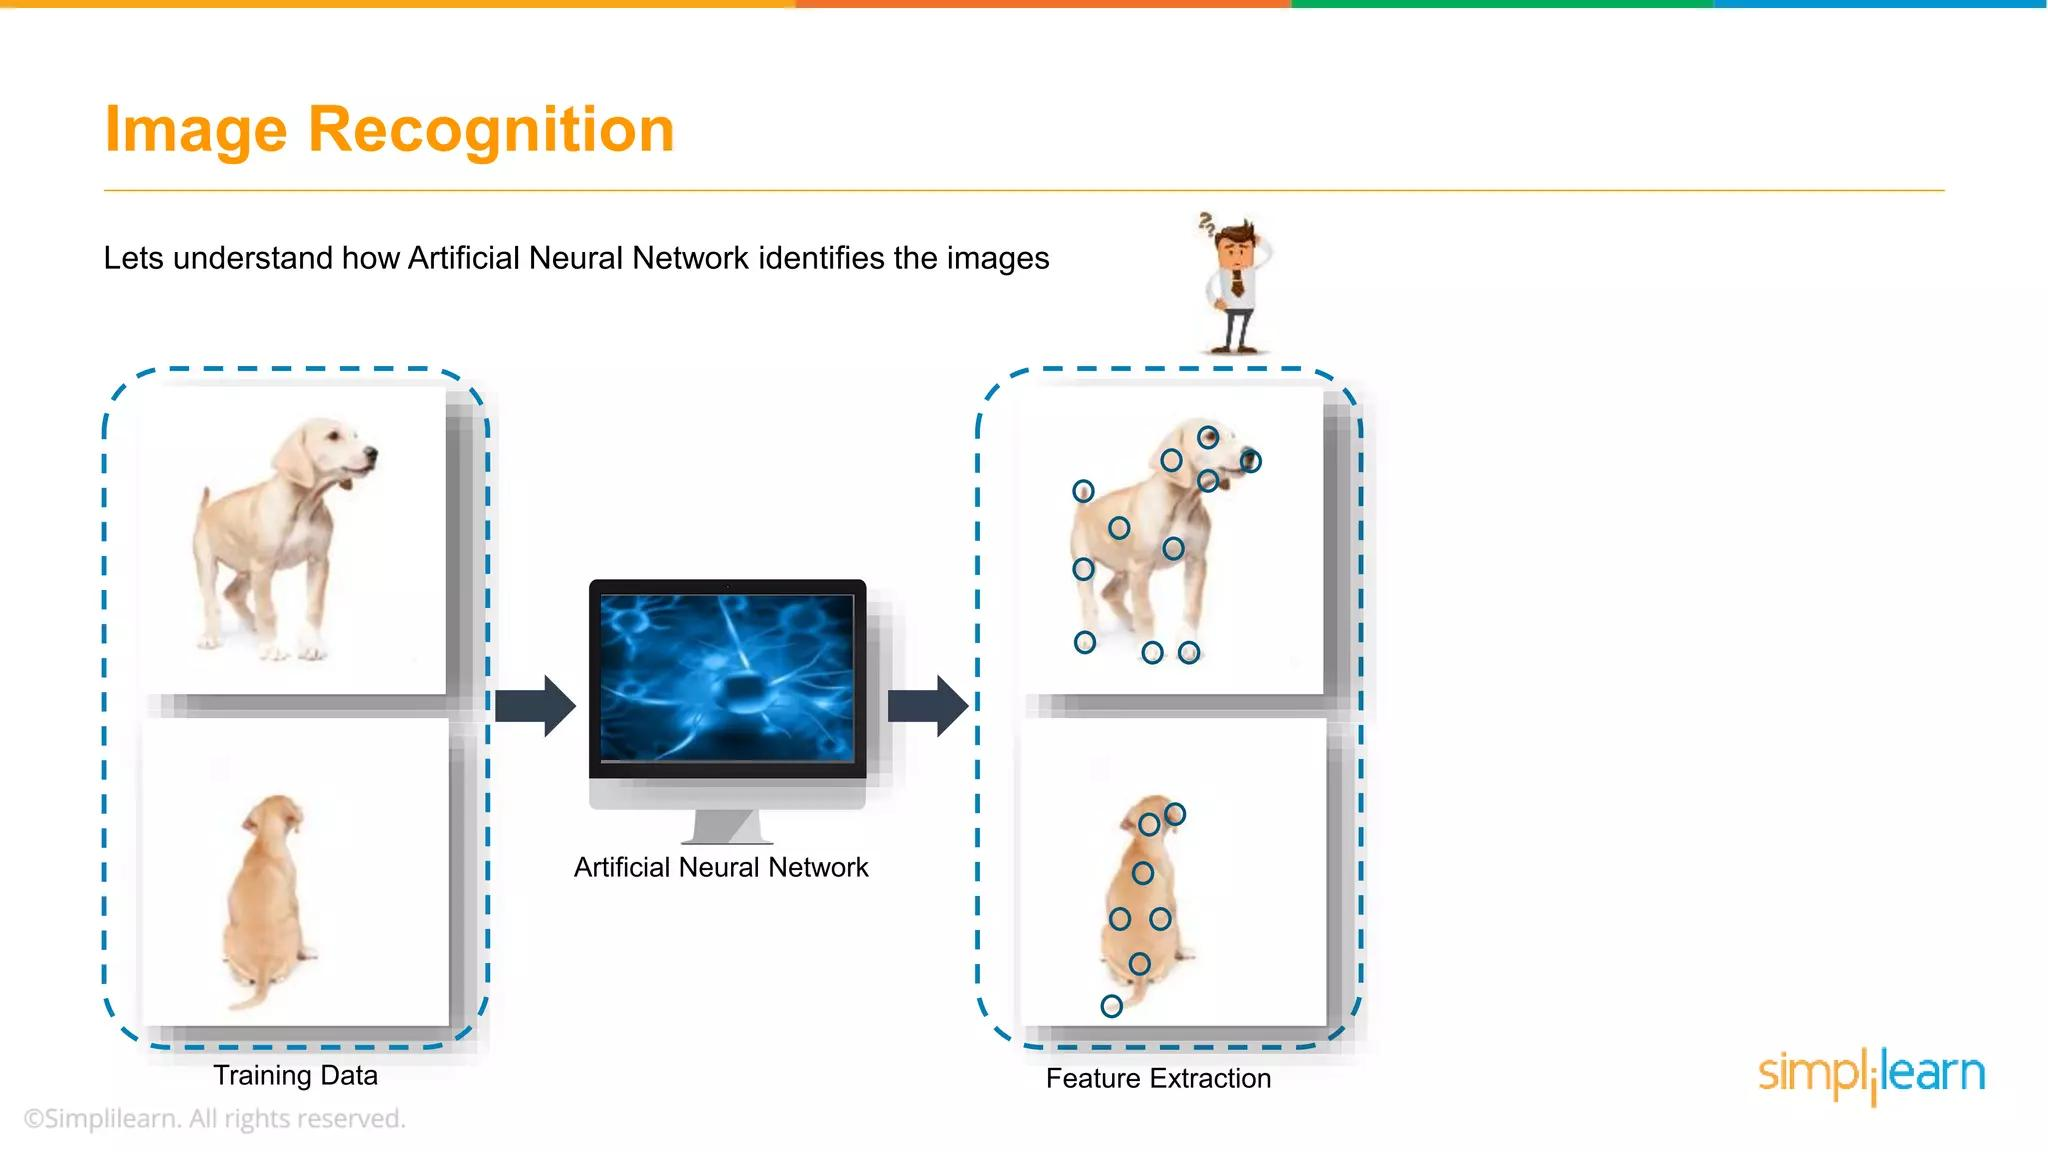 Image Recognition
Lets understand how Artificial Neural Network identifies the images
??
??
Artificial Neural Network
Training Data
Feature Extraction
simplilearn
©Simplilearn. All rights reserved.